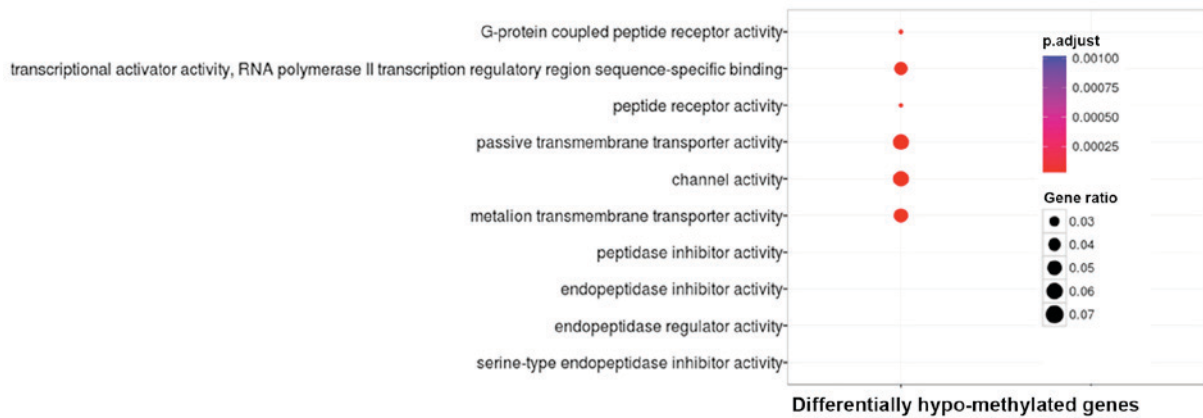 G-protein coupled peptide receptor activity
transcriptional activator activity, RNA polymerase II transcription regulatory region sequence-specific binding
peptide receptor activity
passive transmembrane transporter activity
channel activity
metalion transmembrane transporter activity
peptidase inhibitor activity
endopeptidase inhibitor activity
endopeptidase regulator activity
serine-type endopeptidase inhibitor activity
Differentially hypo-methylated genes
p.adjust
0.00100
0.00075
0.00050
0.00025
Gene ratio
0.03
0.04
0.05
0.06
0.07